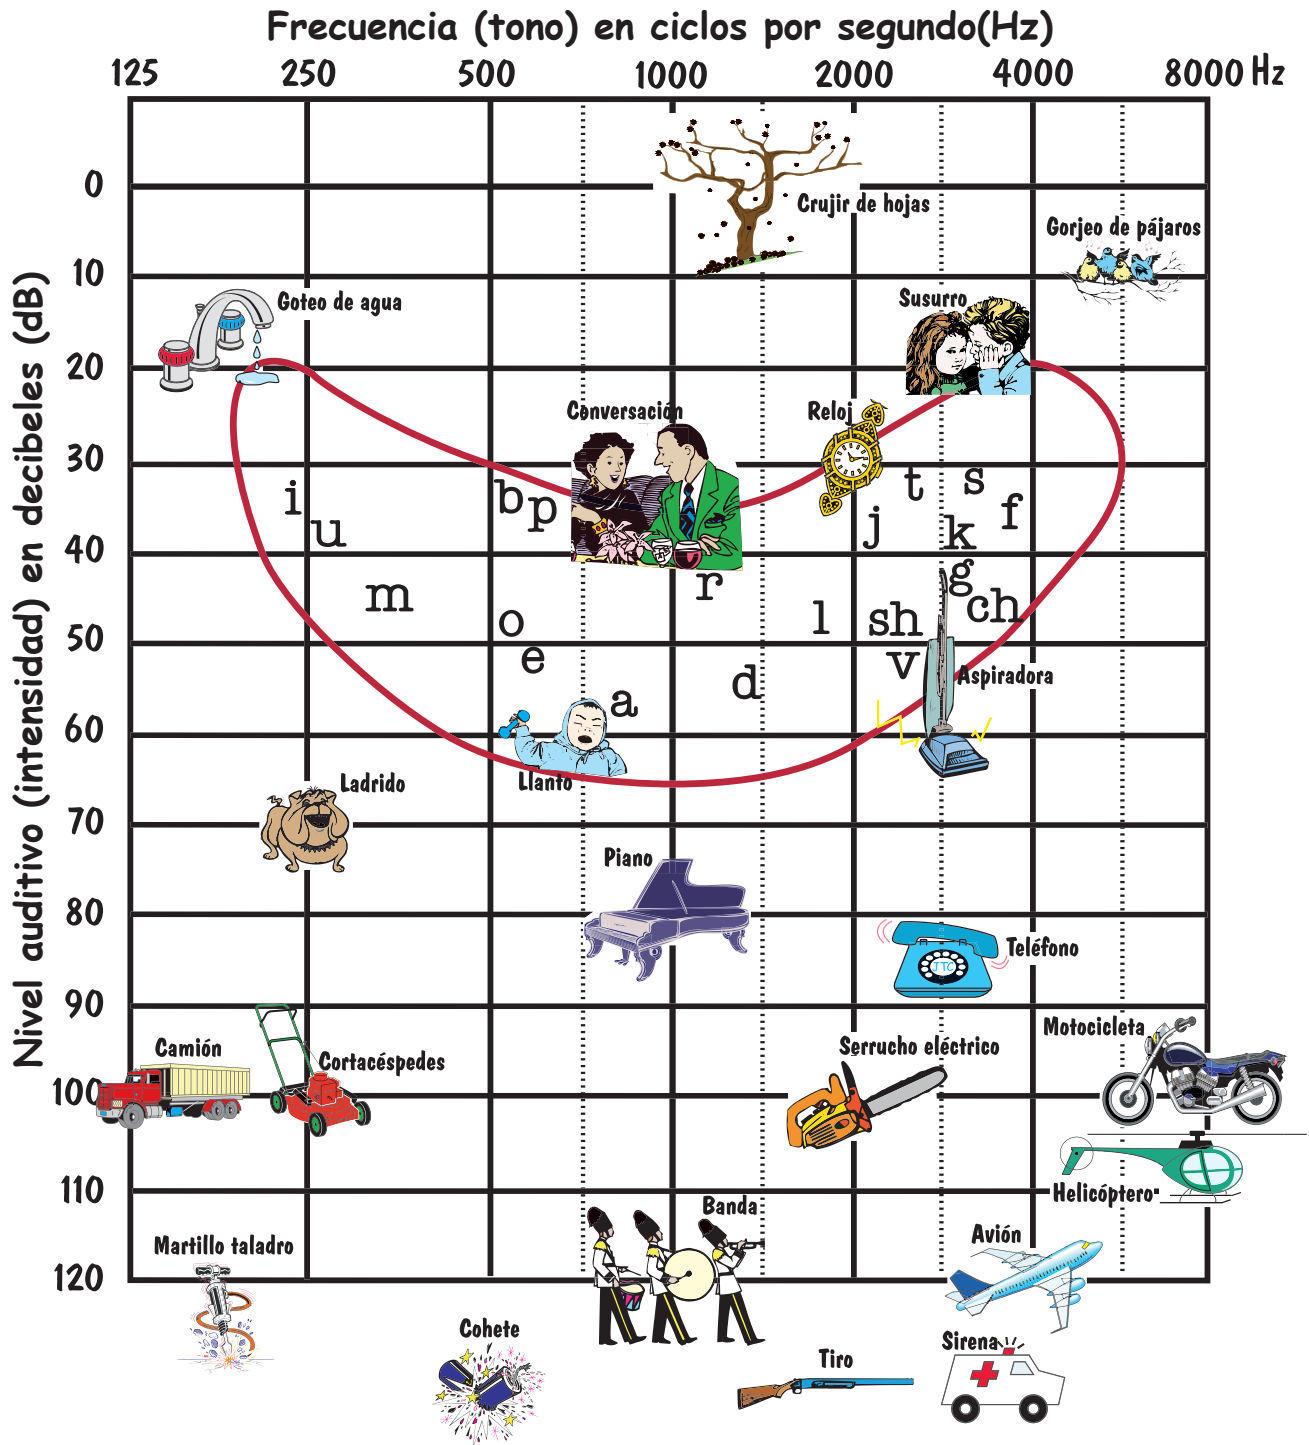 Frecuencia (tono) en ciclos por segundo(Hz)
125 250 500 1000 2000 4000 8000 Hz
Nivel auditivo (intensidad) en decibeles (dB)
0
Crujir de hojas
Gorjeo de pájaros
10
Goteo de agua
Susurro
20
Conversación
Reloj
30
i
u
b
p
t
s
f
j
k
40
m
r
g
ch
o
l
sh
50
e
d
v
Aspiradora
a
60
Llanto
Ladrido
70
Piano
80
Teléfono
JTC
90
Motocicleta
Camión
Cortacéspedes
Serrucho eléctrico
100
110
Helicóptero
Banda
Martillo taladro
Avión
120
Cohete
Sirena
Tiro